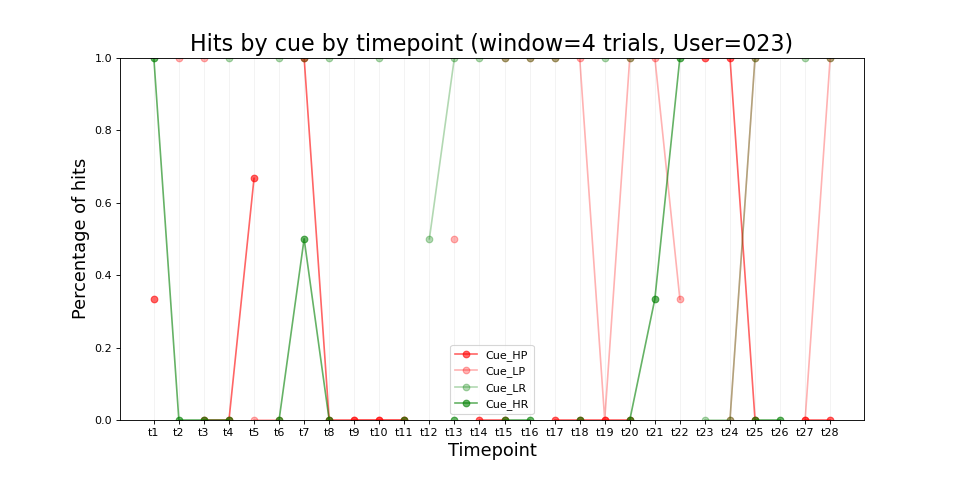 Hits by cue by timepoint (window=4 trials, User=023)
1.0
0.8
0.6
0.4
0.2
0.0
Percentage of hits
Cue_HP
Cue_LP
Cue_LR
Cue_HR
t1 t2 t3 t4 t5 t6 t7 t8 t9 t10 t11 t12 t13 t14 t15 t16 t17 t18 t19 t20 t21 t22 t23 t24 t25 t26 t27 t28
Timepoint